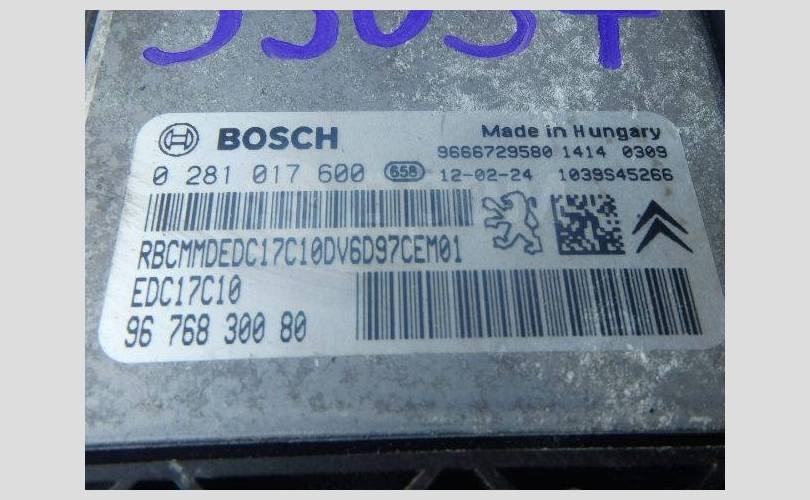 BOSCH
Made in Hungary
9666729580 1414 0309
0 281 017 600 658 12-02-24 1039S45266
RBCMMDEDC17C10DV6D97CEM01
EDC17C10
96 768 300 80